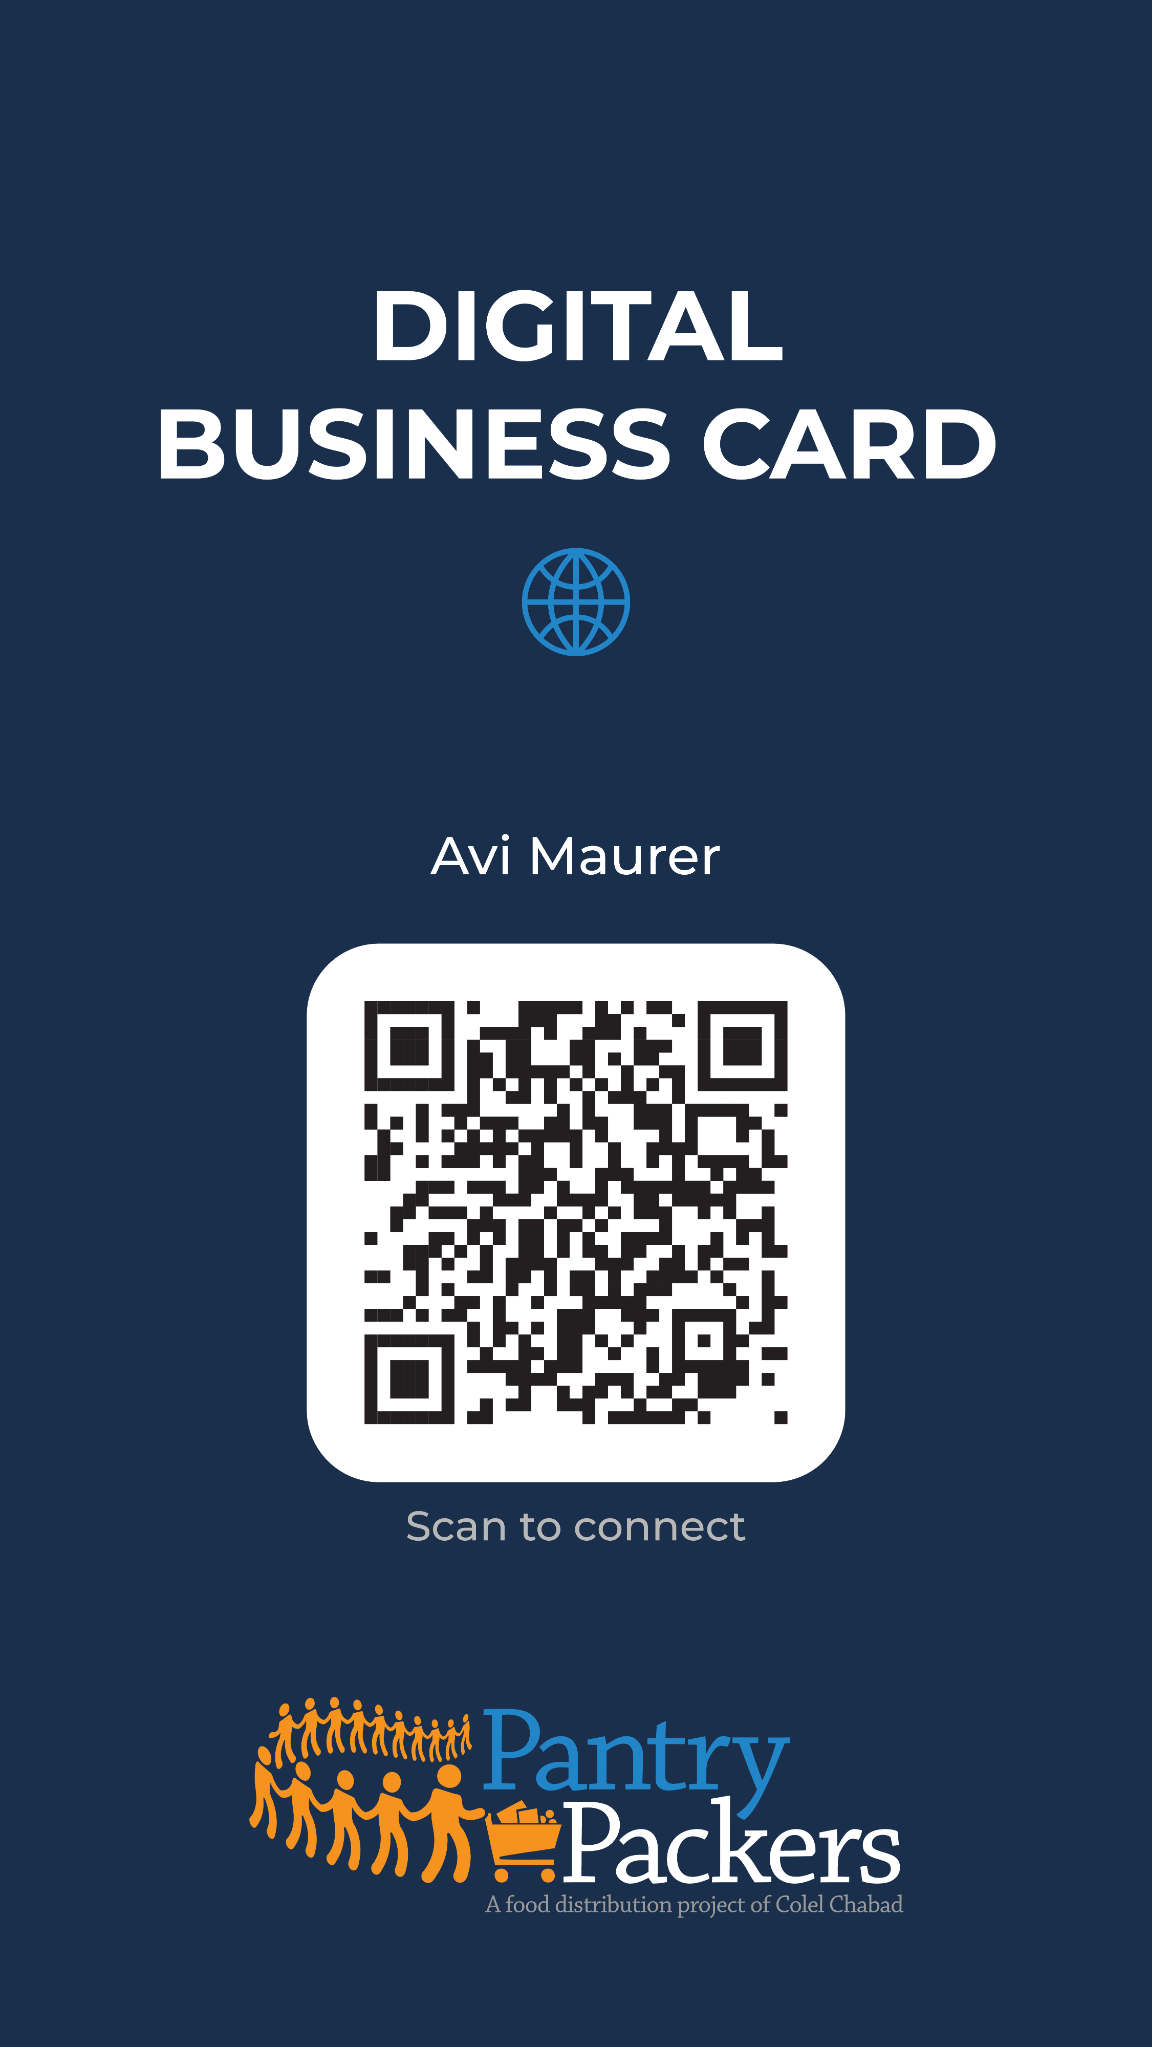 DIGITAL
BUSINESS CARD
Avi Maurer
Scan to connect
Pantry
Packers
A food distribution project of Colel Chabad